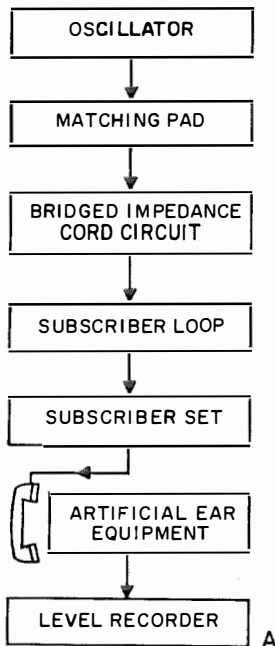 OSCILLATOR
MATCHING PAD
BRIDGED IMPEDANCE
CORD CIRCUIT
SUBSCRIBER LOOP
SUBSCRIBER SET
ARTIFICIAL EAR
EQUIPMENT
LEVEL RECORDER
A